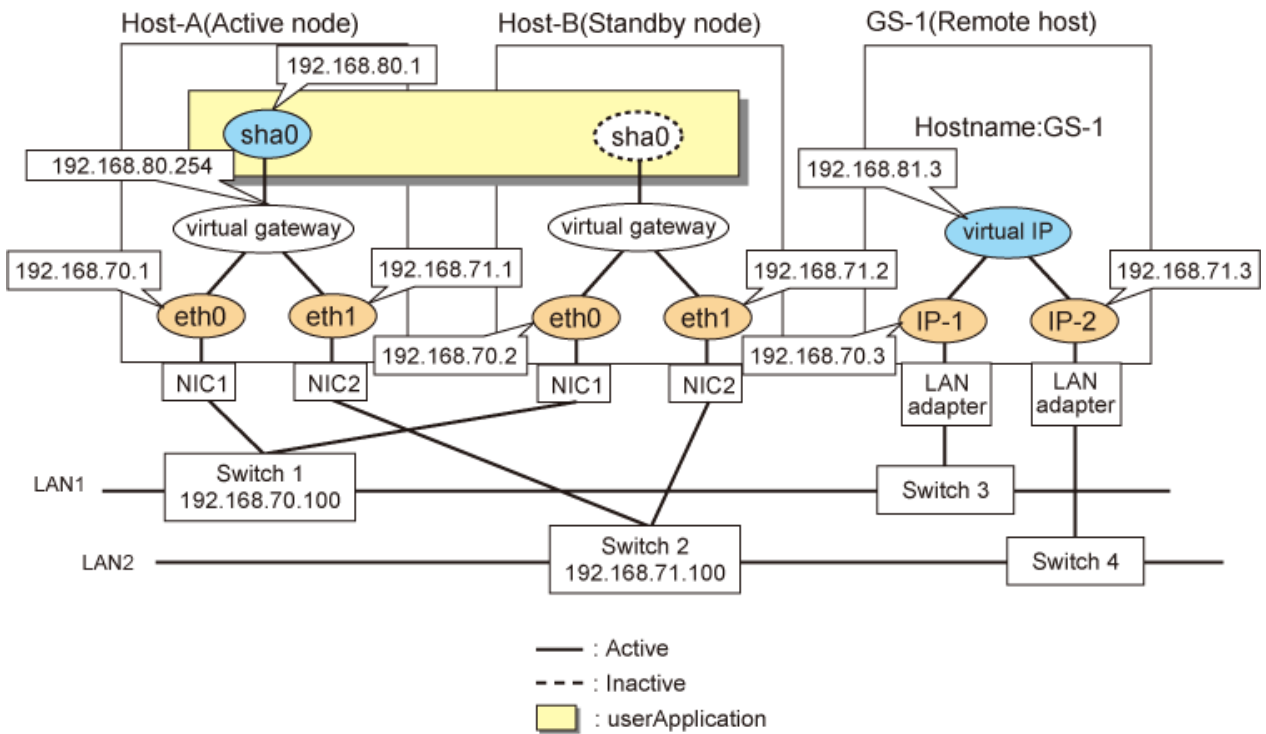 Host-A(Active node)
Host-B(Standby node)
GS-1(Remote host)
192.168.80.1
sha0
sha0
Hostname:GS-1
192.168.80.254
192.168.81.3
virtual gateway
virtual gateway
virtual IP
192.168.70.1
192.168.71.1
192.168.71.2
192.168.71.3
eth0
eth1
eth0
eth1
IP-1
IP-2
192.168.70.2
192.168.70.3
NIC1
NIC2
NIC1
NIC2
LAN
adapter
LAN
adapter
LAN1
Switch 1
192.168.70.100
Switch 3
LAN2
Switch 2
192.168.71.100
Switch 4
: Active
: Inactive
: userApplication